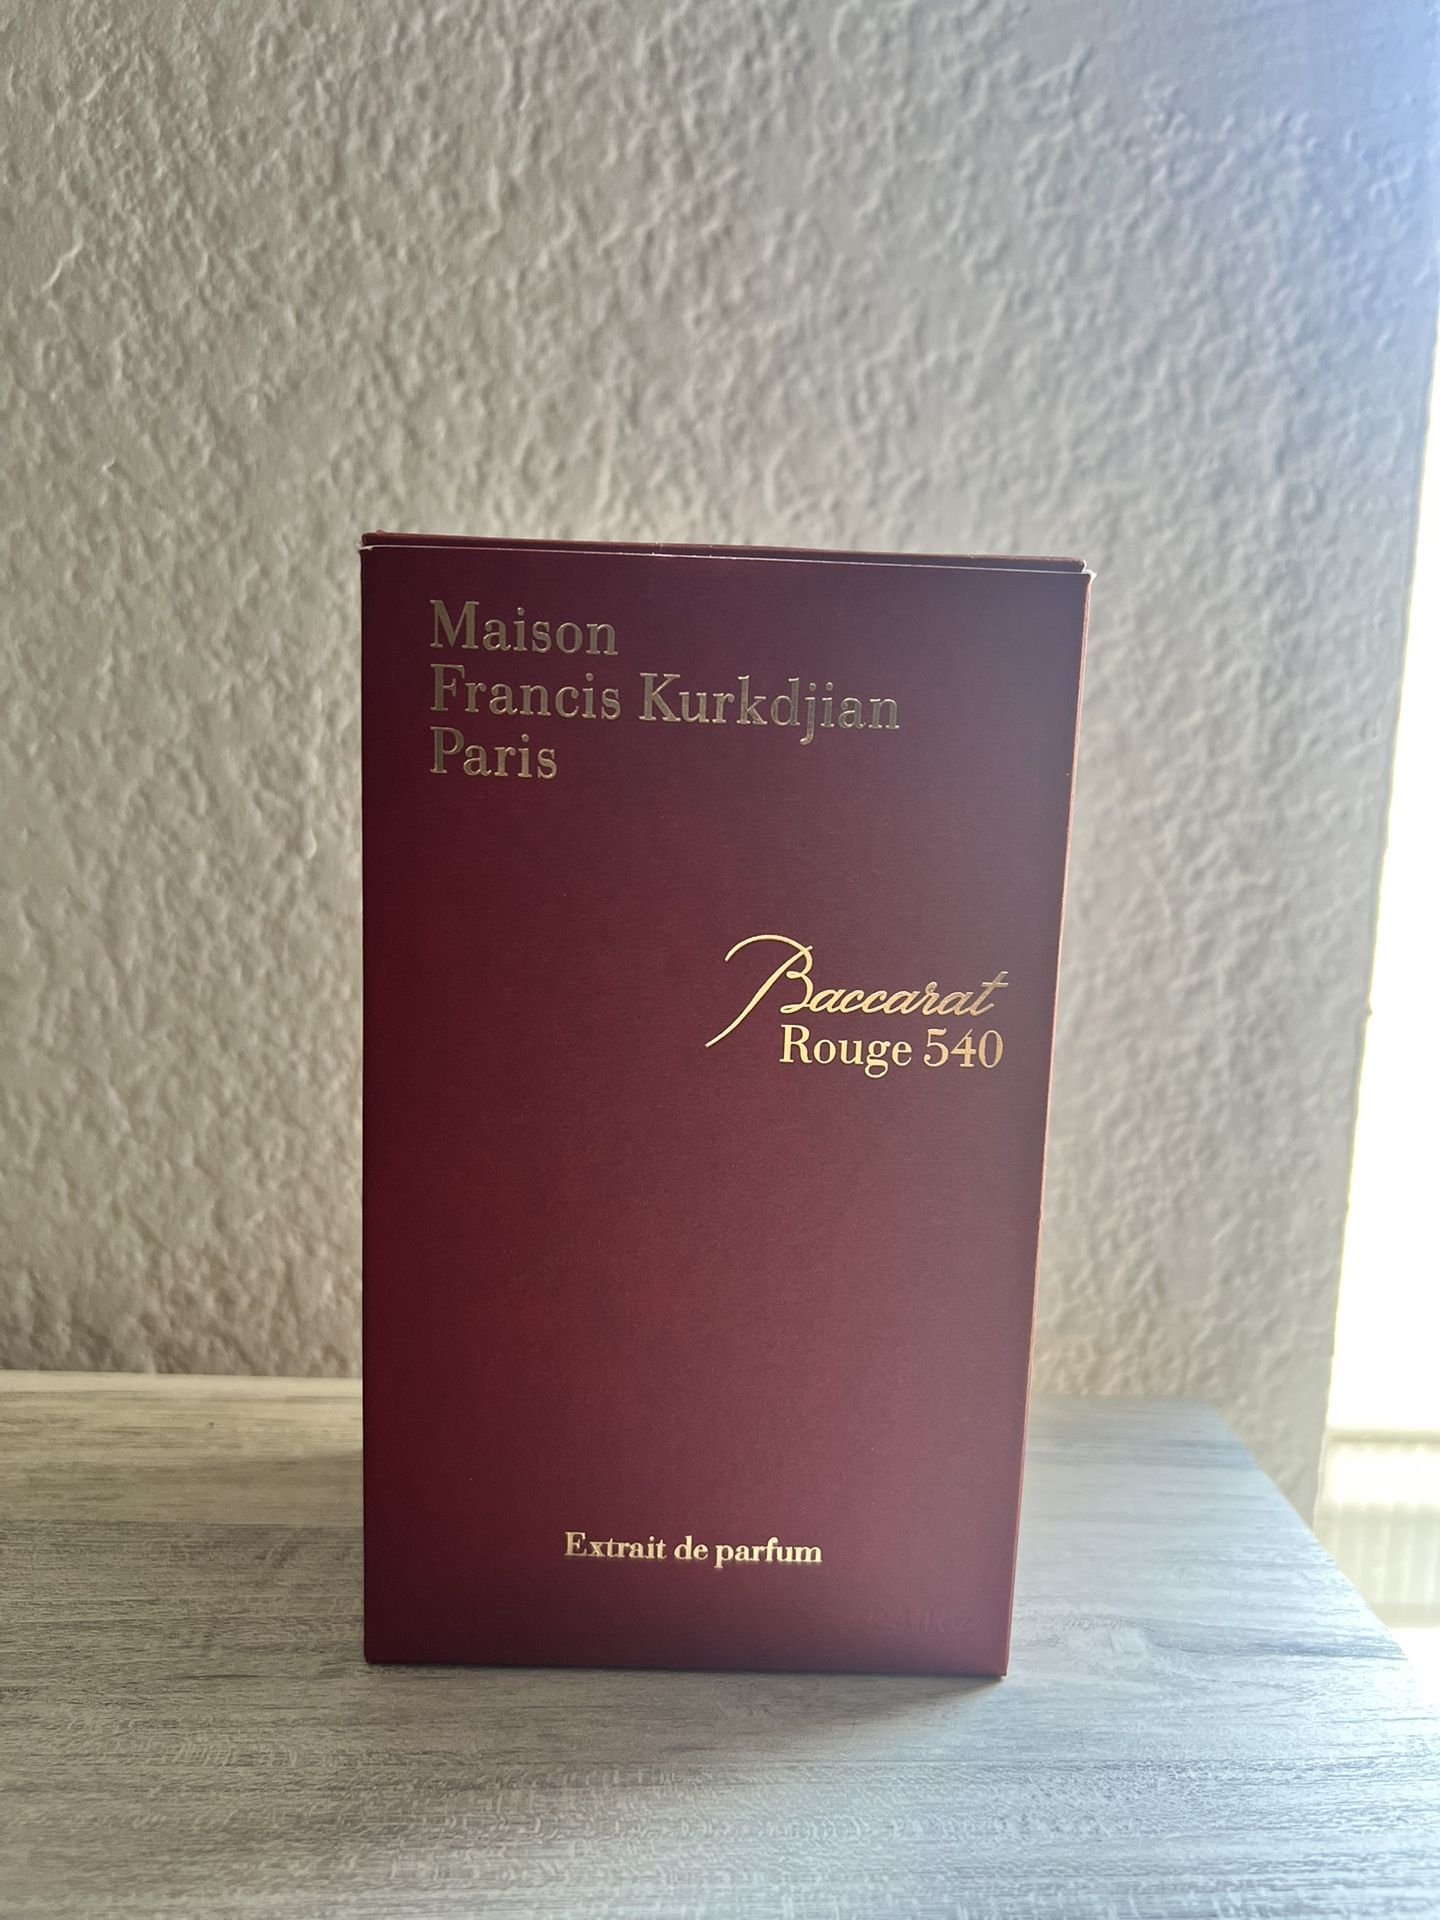 Maison
Francis Kurkdjian
Paris
Baccarat
Rouge 540
Extrait de parfum